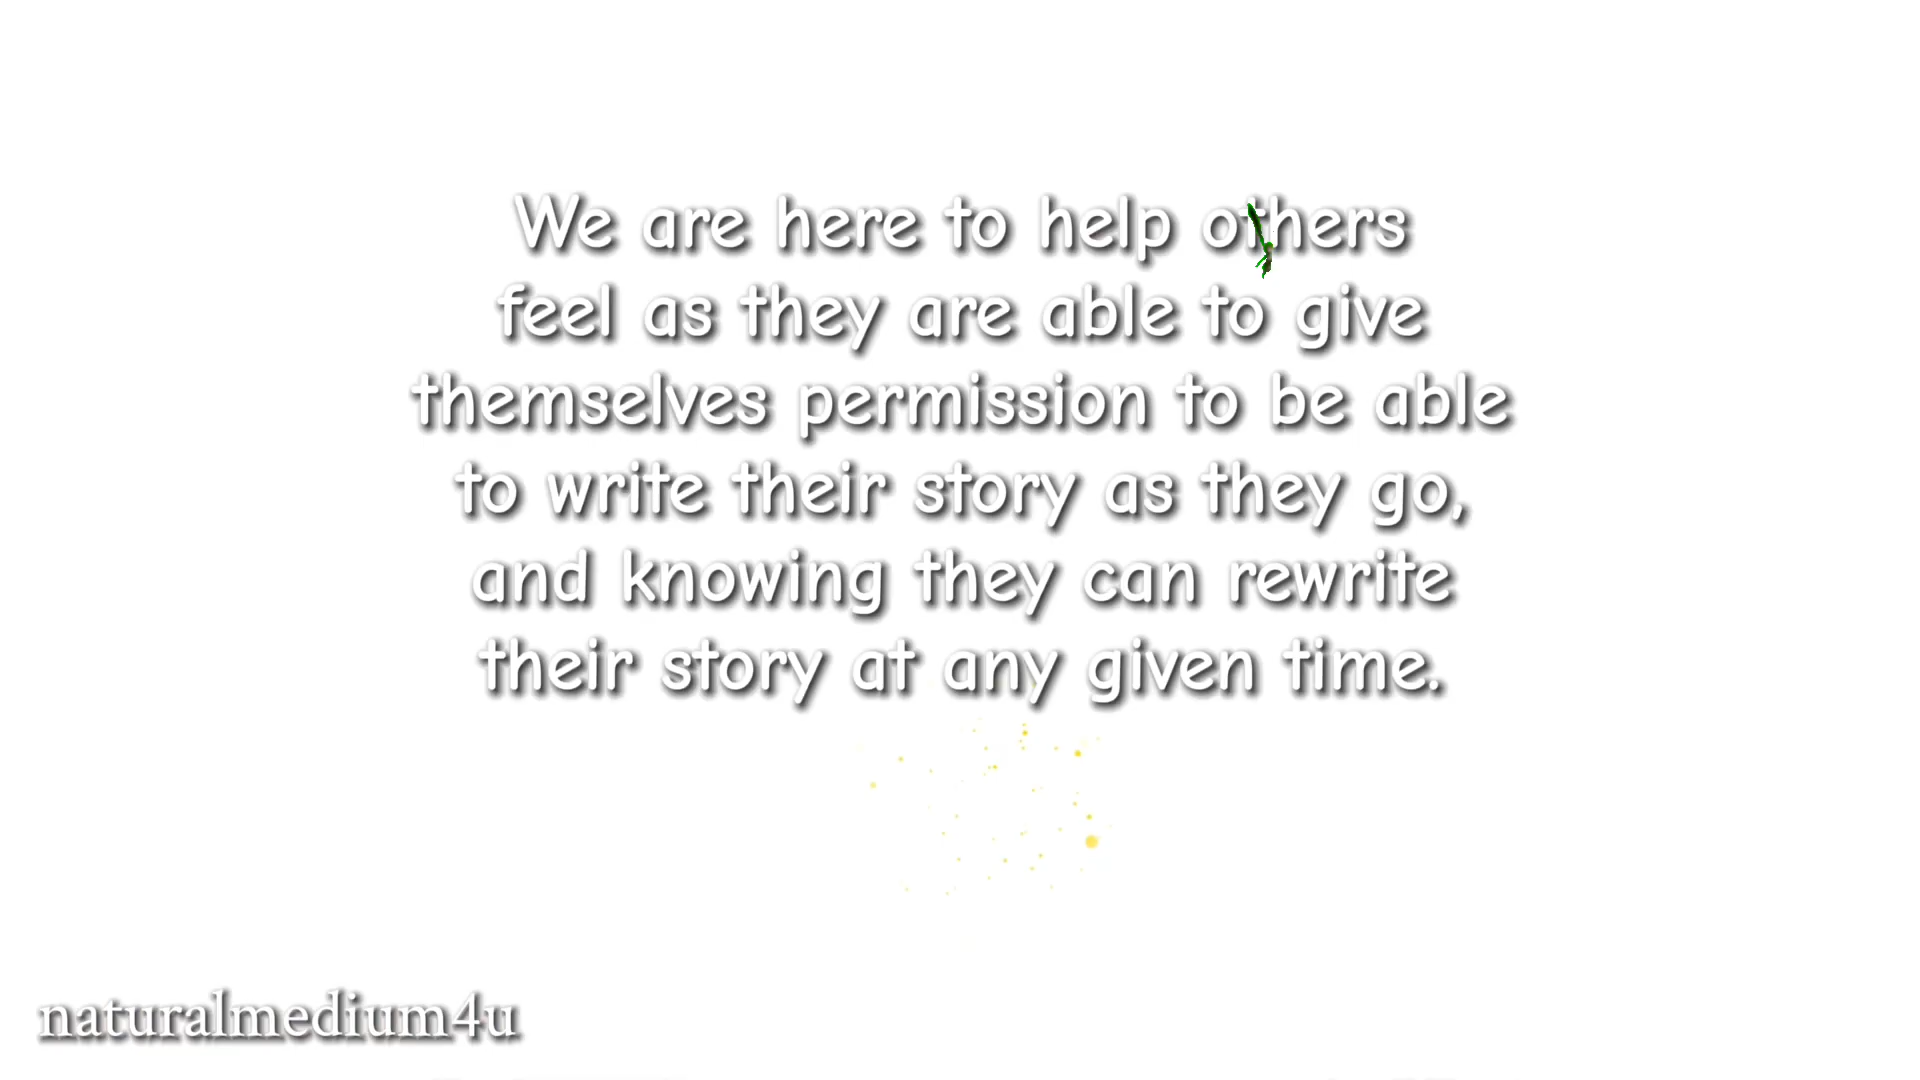 We are here to help others
feel as they are able to give
themselves permission to be able
to write their story as they go,
and knowing they can rewrite
their story at any given time.
naturalmedium4u